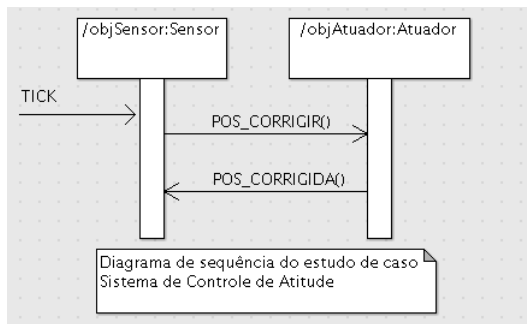 /objSensor:Sensor
/objAtuador:Atuador
TICK
POS_CORRIGIR()
POS_CORRIGIDA()
Diagrama de sequência do estudo de caso
Sistema de Controle de Atitude